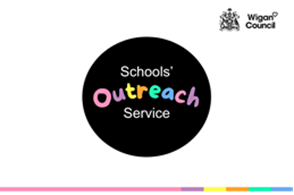 Wigan
Council
Schools'
Outreach
Service